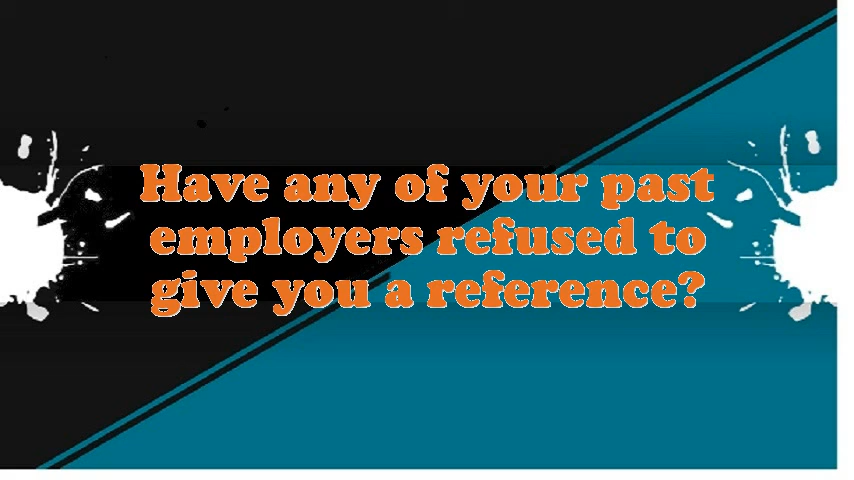 Have any of your past
employers refused to
give you a reference?